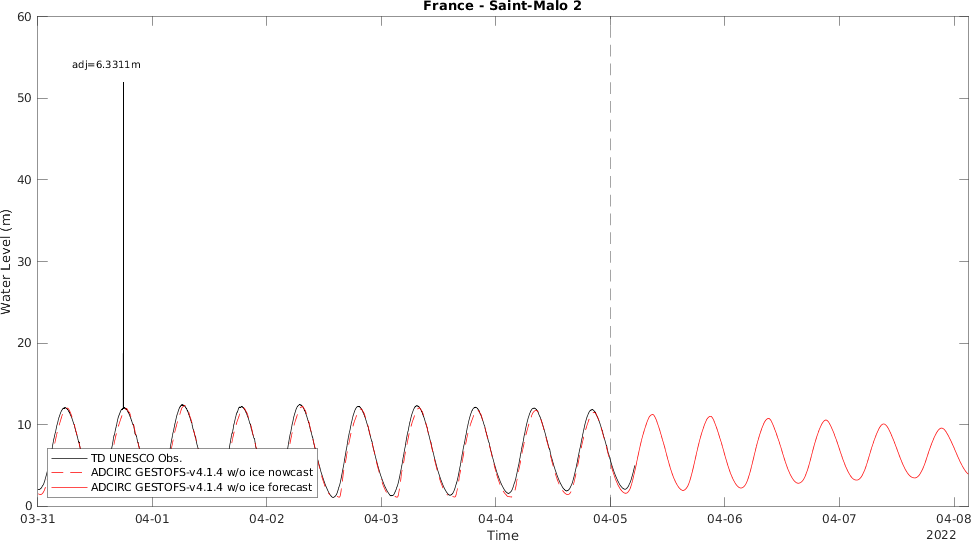 France - Saint-Malo 2
60
adj=6.3311m
50
40
30
20
10
0
Water Level (m)
TD UNESCO Obs.
ADCIRC GESTOFS-v4.1.4 w/o ice nowcast
ADCIRC GESTOFS-v4.1.4 w/o ice forecast
03-31 04-01 04-02 04-03 04-04 04-05 04-06 04-07 04-08
Time
2022